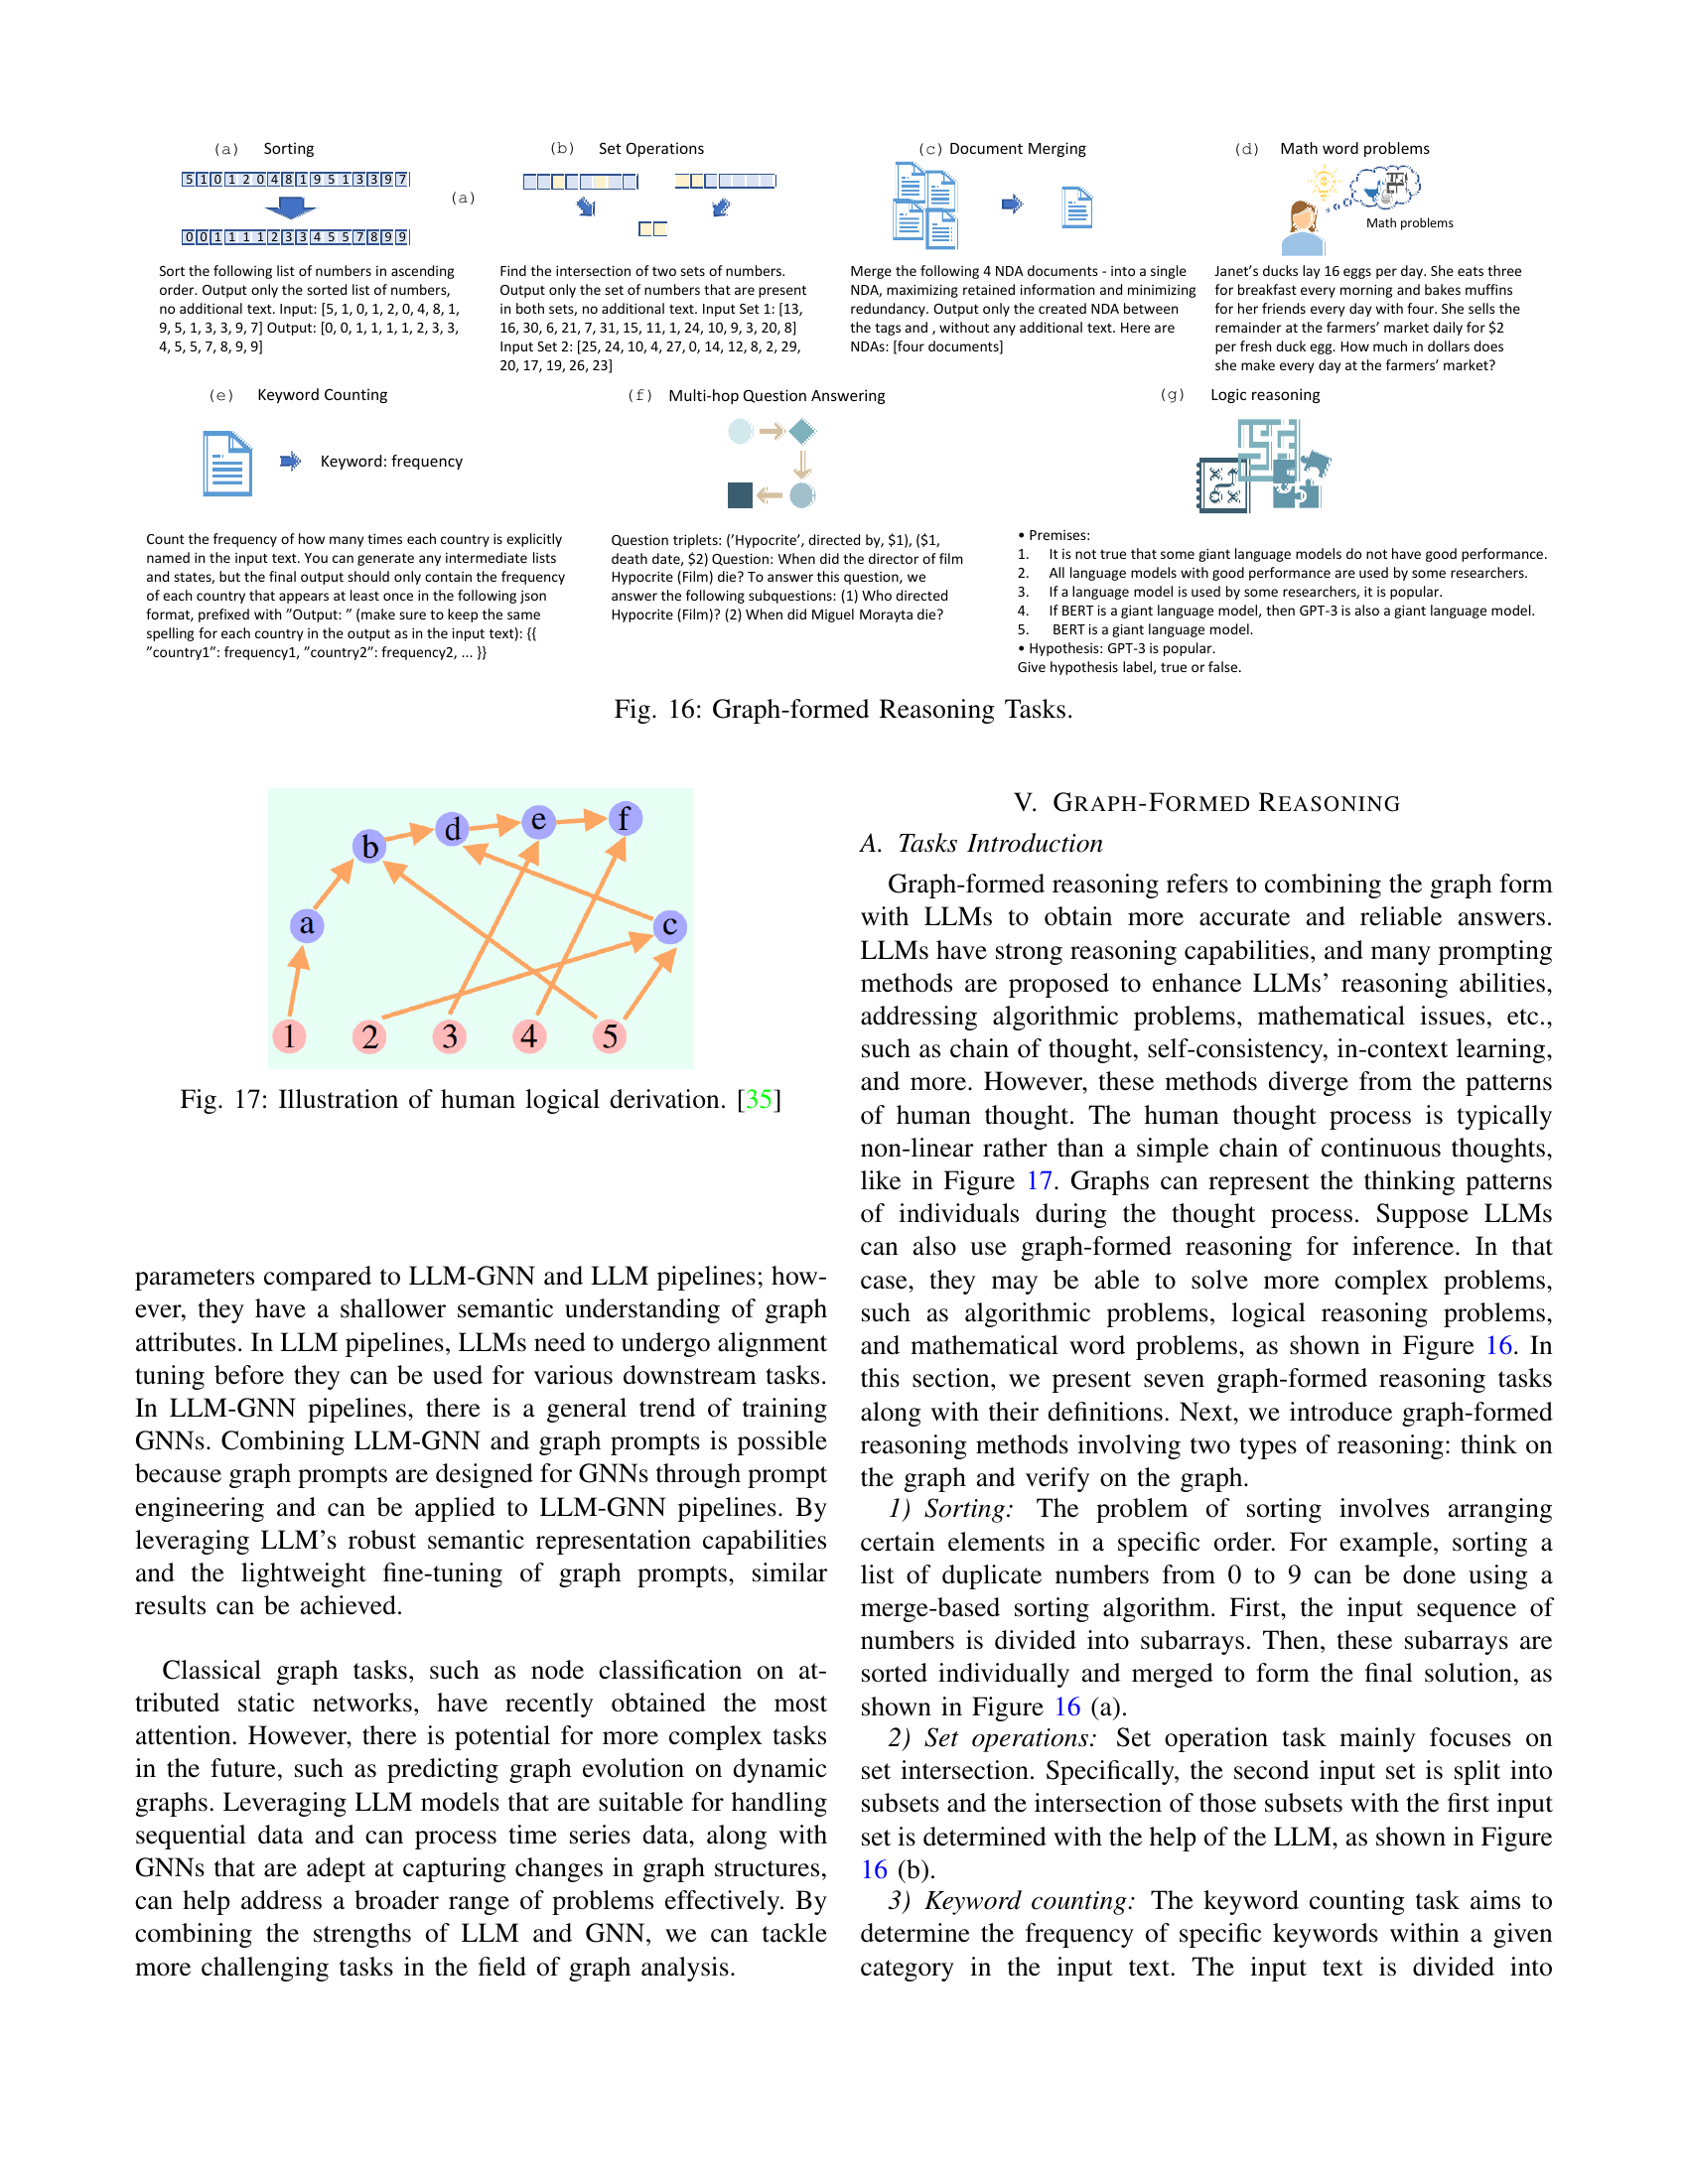 (a) Sorting
5 1 0 1 2 0 4 8 1 9 5 1 3 3 9 7
0 0 1 1 1 1 2 3 3 4 5 5 7 8 9 9
Sort the following list of numbers in ascending
order. Output only the sorted list of numbers,
no additional text. Input: [5, 1, 0, 1, 2, 0, 4, 8, 1,
9, 5, 1, 3, 3, 9, 7] Output: [0, 0, 1, 1, 1, 1, 2, 3, 3,
4, 5, 5, 7, 8, 9, 9]
(a)
(b) Set Operations
Find the intersection of two sets of numbers.
Output only the set of numbers that are present
in both sets, no additional text. Input Set 1: [13,
16, 30, 6, 21, 7, 31, 15, 11, 1, 24, 10, 9, 3, 20, 8]
Input Set 2: [25, 24, 10, 4, 27, 0, 14, 12, 8, 2, 29,
20, 17, 19, 26, 23]
(c) Document Merging
Merge the following 4 NDA documents - into a single
NDA, maximizing retained information and minimizing
redundancy. Output only the created NDA between
the tags and , without any additional text. Here are
NDAs: [four documents]
(d) Math word problems
Math problems
Janet’s ducks lay 16 eggs per day. She eats three
for breakfast every morning and bakes muffins
for her friends every day with four. She sells the
remainder at the farmers’ market daily for $2
per fresh duck egg. How much in dollars does
she make every day at the farmers’ market?
(e) Keyword Counting
Keyword: frequency
Count the frequency of how many times each country is explicitly
named in the input text. You can generate any intermediate lists
and states, but the final output should only contain the frequency
of each country that appears at least once in the following json
format, prefixed with ”Output: ” (make sure to keep the same
spelling for each country in the output as in the input text): {{
”country1”: frequency1, ”country2”: frequency2, ... }}
(f) Multi-hop Question Answering
Question triplets: (’Hypocrite’, directed by, $1), ($1,
death date, $2) Question: When did the director of film
Hypocrite (Film) die? To answer this question, we
answer the following subquestions: (1) Who directed
Hypocrite (Film)? (2) When did Miguel Morayta die?
(g) Logic reasoning
• Premises:
1. It is not true that some giant language models do not have good performance.
2. All language models with good performance are used by some researchers.
3. If a language model is used by some researchers, it is popular.
4. If BERT is a giant language model, then GPT-3 is also a giant language model.
5. BERT is a giant language model.
• Hypothesis: GPT-3 is popular.
Give hypothesis label, true or false.
Fig. 16: Graph-formed Reasoning Tasks.
b d e f
a c
1 2 3 4 5
Fig. 17: Illustration of human logical derivation. [35]
parameters compared to LLM-GNN and LLM pipelines; how-
ever, they have a shallower semantic understanding of graph
attributes. In LLM pipelines, LLMs need to undergo alignment
tuning before they can be used for various downstream tasks.
In LLM-GNN pipelines, there is a general trend of training
GNNs. Combining LLM-GNN and graph prompts is possible
because graph prompts are designed for GNNs through prompt
engineering and can be applied to LLM-GNN pipelines. By
leveraging LLM’s robust semantic representation capabilities
and the lightweight fine-tuning of graph prompts, similar
results can be achieved.
Classical graph tasks, such as node classification on at-
tributed static networks, have recently obtained the most
attention. However, there is potential for more complex tasks
in the future, such as predicting graph evolution on dynamic
graphs. Leveraging LLM models that are suitable for handling
sequential data and can process time series data, along with
GNNs that are adept at capturing changes in graph structures,
can help address a broader range of problems effectively. By
combining the strengths of LLM and GNN, we can tackle
more challenging tasks in the field of graph analysis.
V. GRAPH-FORMED REASONING
A. Tasks Introduction
Graph-formed reasoning refers to combining the graph form
with LLMs to obtain more accurate and reliable answers.
LLMs have strong reasoning capabilities, and many prompting
methods are proposed to enhance LLMs’ reasoning abilities,
addressing algorithmic problems, mathematical issues, etc.,
such as chain of thought, self-consistency, in-context learning,
and more. However, these methods diverge from the patterns
of human thought. The human thought process is typically
non-linear rather than a simple chain of continuous thoughts,
like in Figure 17. Graphs can represent the thinking patterns
of individuals during the thought process. Suppose LLMs
can also use graph-formed reasoning for inference. In that
case, they may be able to solve more complex problems,
such as algorithmic problems, logical reasoning problems,
and mathematical word problems, as shown in Figure 16. In
this section, we present seven graph-formed reasoning tasks
along with their definitions. Next, we introduce graph-formed
reasoning methods involving two types of reasoning: think on
the graph and verify on the graph.
1) Sorting: The problem of sorting involves arranging
certain elements in a specific order. For example, sorting a
list of duplicate numbers from 0 to 9 can be done using a
merge-based sorting algorithm. First, the input sequence of
numbers is divided into subarrays. Then, these subarrays are
sorted individually and merged to form the final solution, as
shown in Figure 16 (a).
2) Set operations: Set operation task mainly focuses on
set intersection. Specifically, the second input set is split into
subsets and the intersection of those subsets with the first input
set is determined with the help of the LLM, as shown in Figure
16 (b).
3) Keyword counting: The keyword counting task aims to
determine the frequency of specific keywords within a given
category in the input text. The input text is divided into